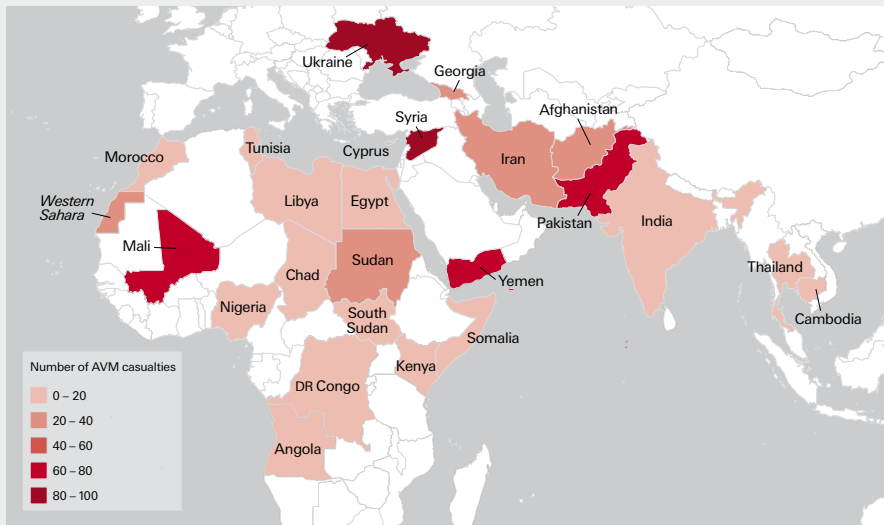 Ukraine
Georgia
Syria
Afghanistan
Morocco
Tunisia
Cyprus
Iran
Western
Sahara
Libya
Egypt
Pakistan
India
Mali
Chad
Sudan
Yemen
Thailand
Nigeria
South
Sudan
Somalia
Cambodia
Kenya
DR Congo
Angola
Number of AVM casualties
0 – 20
20 – 40
40 – 60
60 – 80
80 – 100